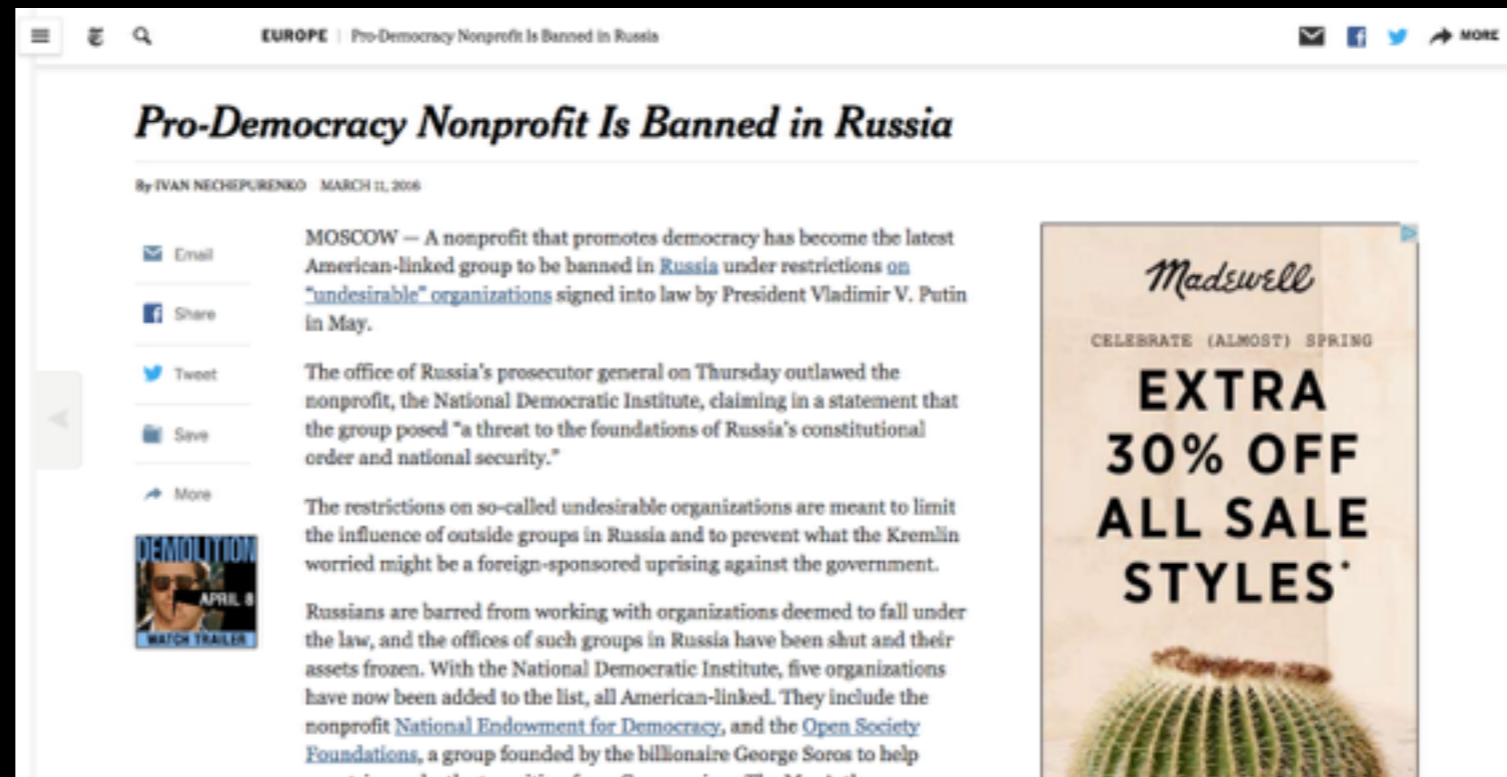 EUROPE | Pro-Democracy Nonprofit Is Banned in Russia
MORE
Pro-Democracy Nonprofit Is Banned in Russia
By IVAN NECHEPURENKO MARCH 11, 2016
Email
Share
Tweet
Save
More
DEMOLITION
APRIL 8
WATCH TRAILER
MOSCOW — A nonprofit that promotes democracy has become the latest
American-linked group to be banned in Russia under restrictions on
"undesirable" organizations signed into law by President Vladimir V. Putin
in May.
The office of Russia's prosecutor general on Thursday outlawed the
nonprofit, the National Democratic Institute, claiming in a statement that
the group posed "a threat to the foundations of Russia's constitutional
order and national security."
The restrictions on so-called undesirable organizations are meant to limit
the influence of outside groups in Russia and to prevent what the Kremlin
worried might be a foreign-sponsored uprising against the government.
Russians are barred from working with organizations deemed to fall under
the law, and the offices of such groups in Russia have been shut and their
assets frozen. With the National Democratic Institute, five organizations
have now been added to the list, all American-linked. They include the
nonprofit National Endowment for Democracy, and the Open Society
Foundations, a group founded by the billionaire George Soros to help
Madewell
CELEBRATE (ALMOST) SPRING
EXTRA
30% OFF
ALL SALE
STYLES*